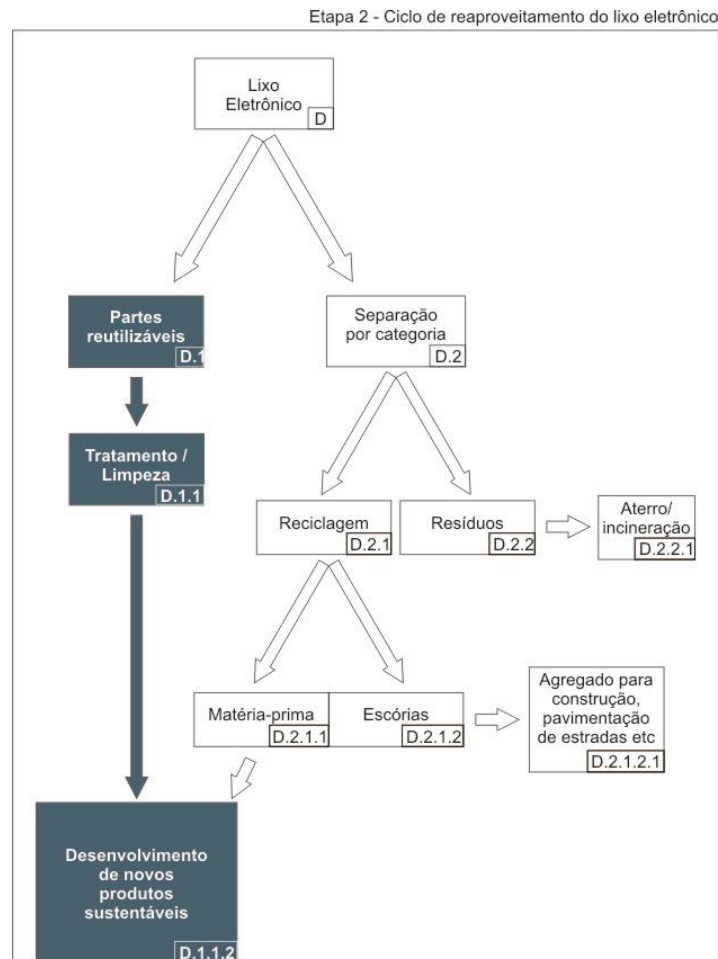 Etapa 2 - Ciclo de reaproveitamento do lixo eletrônico
Lixo
Eletrônico
D
Partes
reutilizáveis
D.1
Separação
por categoria
D.2
Tratamento /
Limpeza
D.1.1
Reciclagem
D.2.1
Resíduos
D.2.2
Aterro/
incineração
D.2.2.1
Matéria-prima
D.2.1.1
Escórias
D.2.1.2
Agregado para
construção,
pavimentação
de estradas etc
D.2.1.2.1
Desenvolvimento
de novos
produtos
sustentáveis
D.1.1.2